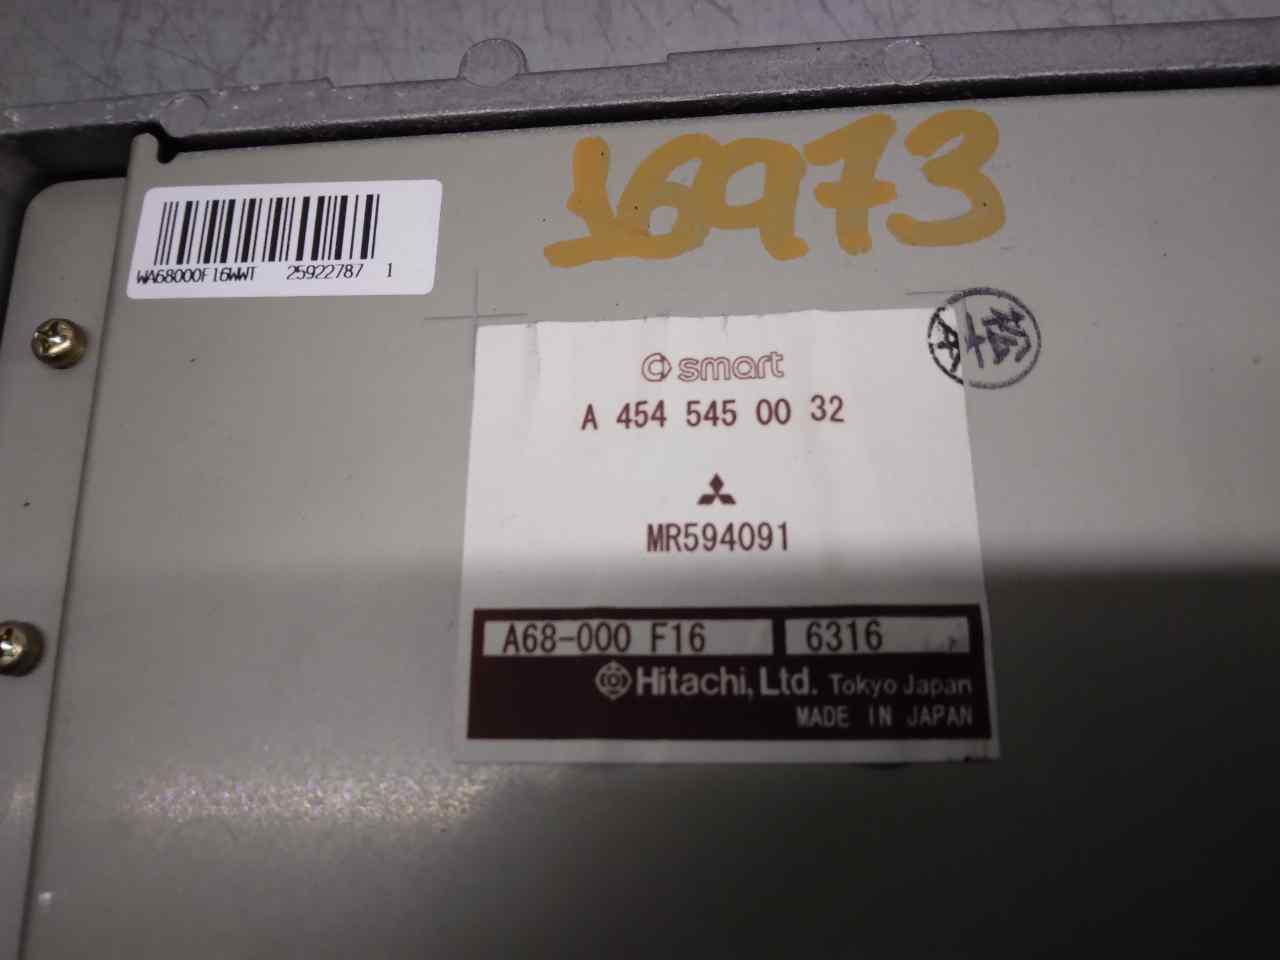 16973
WA68000F16WWT 25922787 1
smart
A 454 545 00 32
MR594091
A68-000 F16 6316
Hitachi, Ltd. Tokyo Japan
MADE IN JAPAN
A